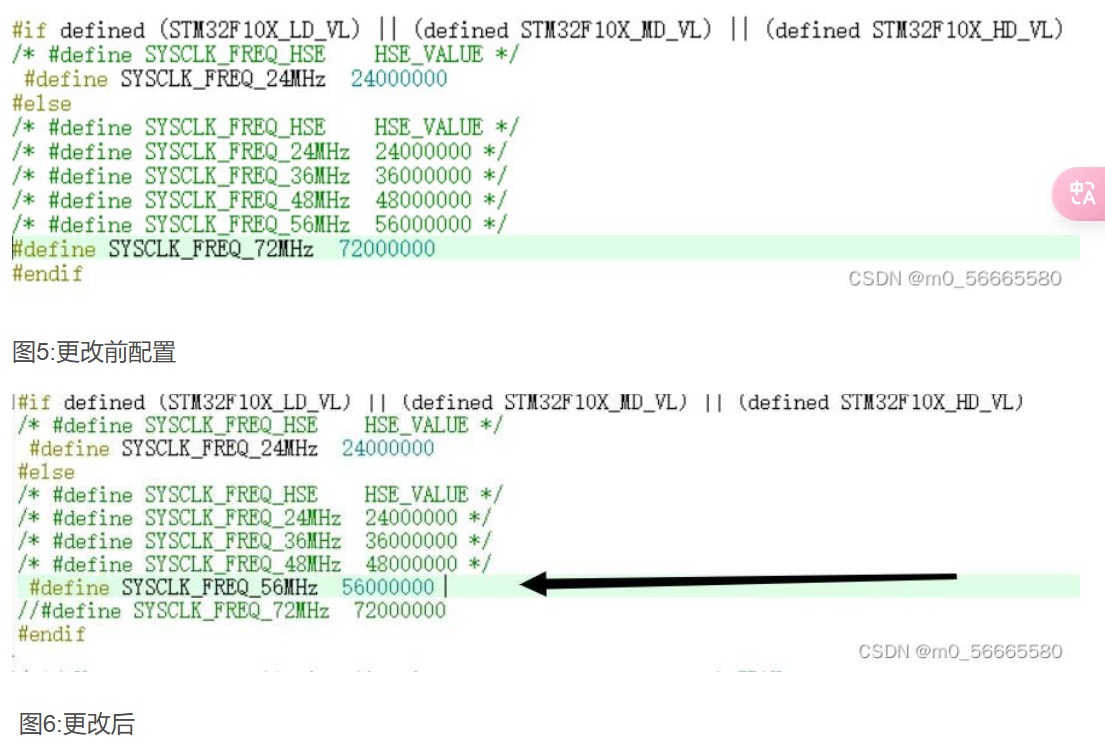 #if defined (STM32F10X_LD_VL) || (defined STM32F10X_MD_VL) || (defined STM32F10X_HD_VL)
/* #define SYSCLK_FREQ_HSE    HSE_VALUE */
 #define SYSCLK_FREQ_24MHz  24000000
#else
/* #define SYSCLK_FREQ_HSE    HSE_VALUE */
/* #define SYSCLK_FREQ_24MHz  24000000 */
/* #define SYSCLK_FREQ_36MHz  36000000 */
/* #define SYSCLK_FREQ_48MHz  48000000 */
/* #define SYSCLK_FREQ_56MHz  56000000 */
#define SYSCLK_FREQ_72MHz  72000000
#endif
CSDN @m0_56665580
中A
图5:更改前配置
#if defined (STM32F10X_LD_VL) || (defined STM32F10X_MD_VL) || (defined STM32F10X_HD_VL)
/* #define SYSCLK_FREQ_HSE    HSE_VALUE */
 #define SYSCLK_FREQ_24MHz  24000000
#else
/* #define SYSCLK_FREQ_HSE    HSE_VALUE */
/* #define SYSCLK_FREQ_24MHz  24000000 */
/* #define SYSCLK_FREQ_36MHz  36000000 */
/* #define SYSCLK_FREQ_48MHz  48000000 */
 #define SYSCLK_FREQ_56MHz  56000000
//#define SYSCLK_FREQ_72MHz  72000000
#endif
CSDN @m0_56665580
图6:更改后